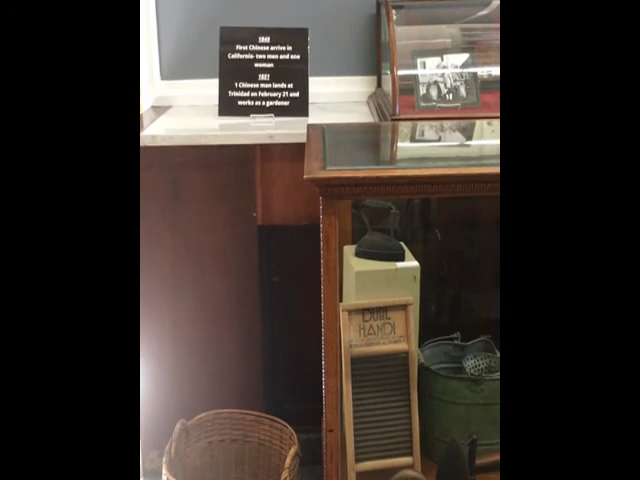 1848
First Chinese arrive in
California- two men and one
woman
1851
1 Chinese man lands at
Trinidad on February 21 and
works as a gardener
DUBL
HANDI